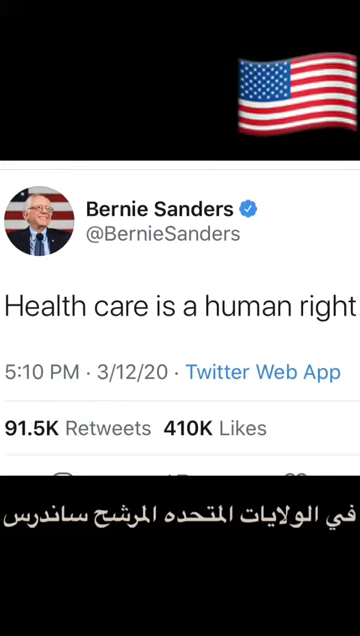 Bernie Sanders
@BernieSanders
Health care is a human right
5:10 PM · 3/12/20 · Twitter Web App
91.5K Retweets 410K Likes
في الولايات المتحده المرشح ساندرس